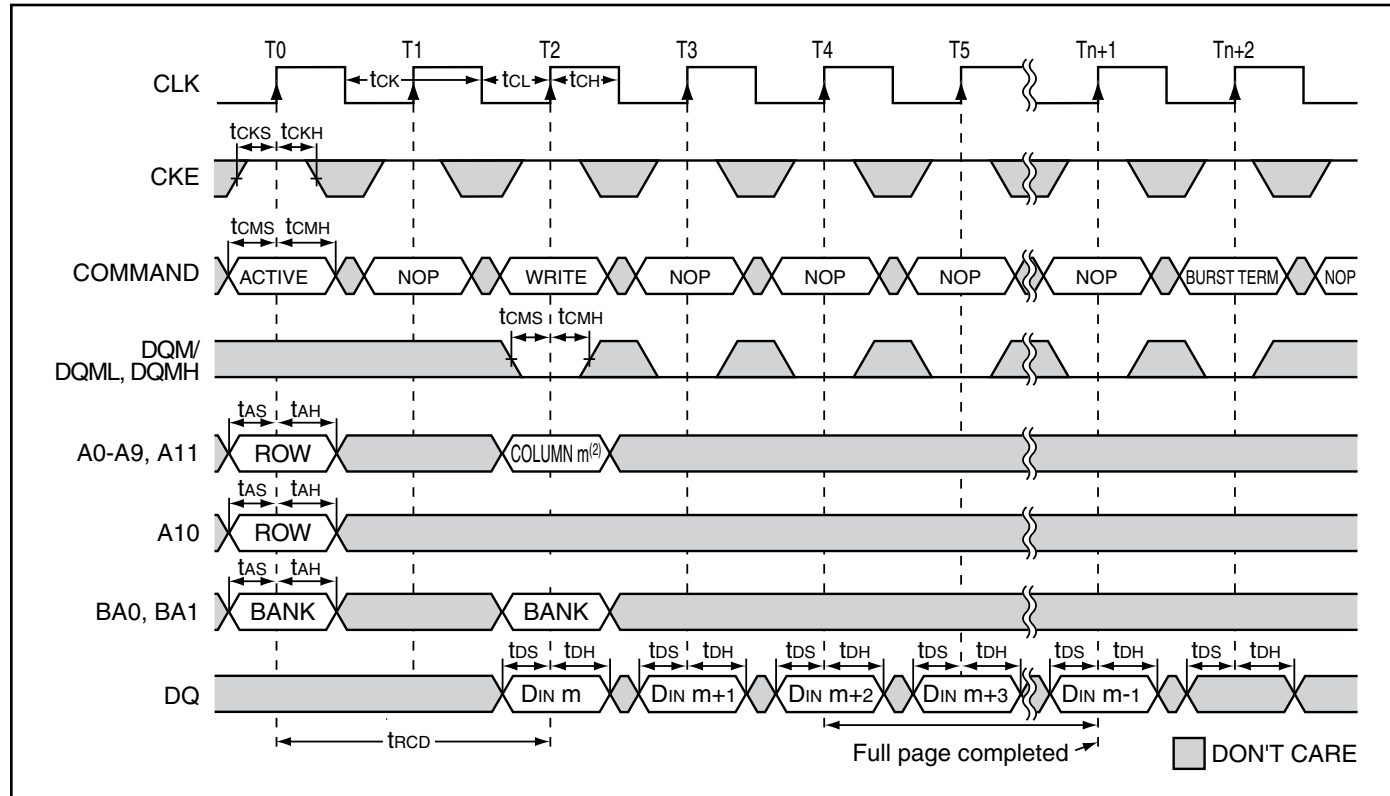 T0 T1 T2 T3 T4 T5 Tn+1 Tn+2
CLK tCK tCL tCH
tCKS tCKH
CKE
tCMS tCMH
COMMAND ACTIVE NOP WRITE NOP NOP NOP NOP BURST TERM NOP
tCMS tCMH
DQM/
DQML, DQMH
tAS tAH
A0-A9, A11 ROW COLUMN m(2)
tAS tAH
A10 ROW
tAS tAH
BA0, BA1 BANK BANK
tDS tDH tDS tDH tDS tDH tDS tDH tDS tDH tDS tDH
DQ DIN m DIN m+1 DIN m+2 DIN m+3 DIN m-1
tRCD
Full page completed DON'T CARE